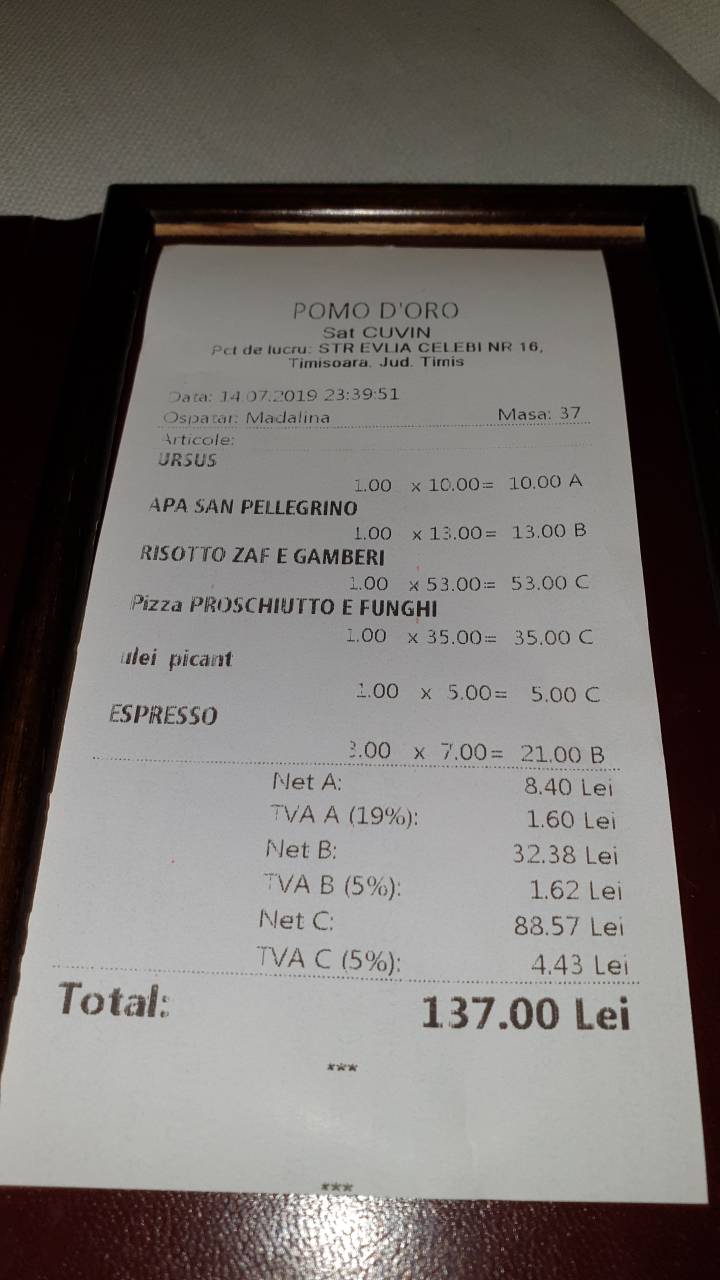 POMO D'ORO
Sat CUVIN
Pct de lucru: STR EVLIA CELEBI NR 16,
Timisoara, Jud. Timis
Data: 14.07.2019 23:39:51
Ospatar: Madalina Masa: 37
Articole:
URSUS
1.00 x 10.00= 10.00 A
APA SAN PELLEGRINO
1.00 x 13.00= 13.00 B
RISOTTO ZAF E GAMBERI
1.00 x 53.00= 53.00 C
Pizza PROSCHIUTTO E FUNGHI
1.00 x 35.00= 35.00 C
ulei picant
1.00 x 5.00= 5.00 C
ESPRESSO
3.00 x 7.00= 21.00 B
Net A: 8.40 Lei
TVA A (19%): 1.60 Lei
Net B: 32.38 Lei
TVA B (5%): 1.62 Lei
Net C: 88.57 Lei
TVA C (5%): 4.43 Lei
Total: 137.00 Lei
***
***